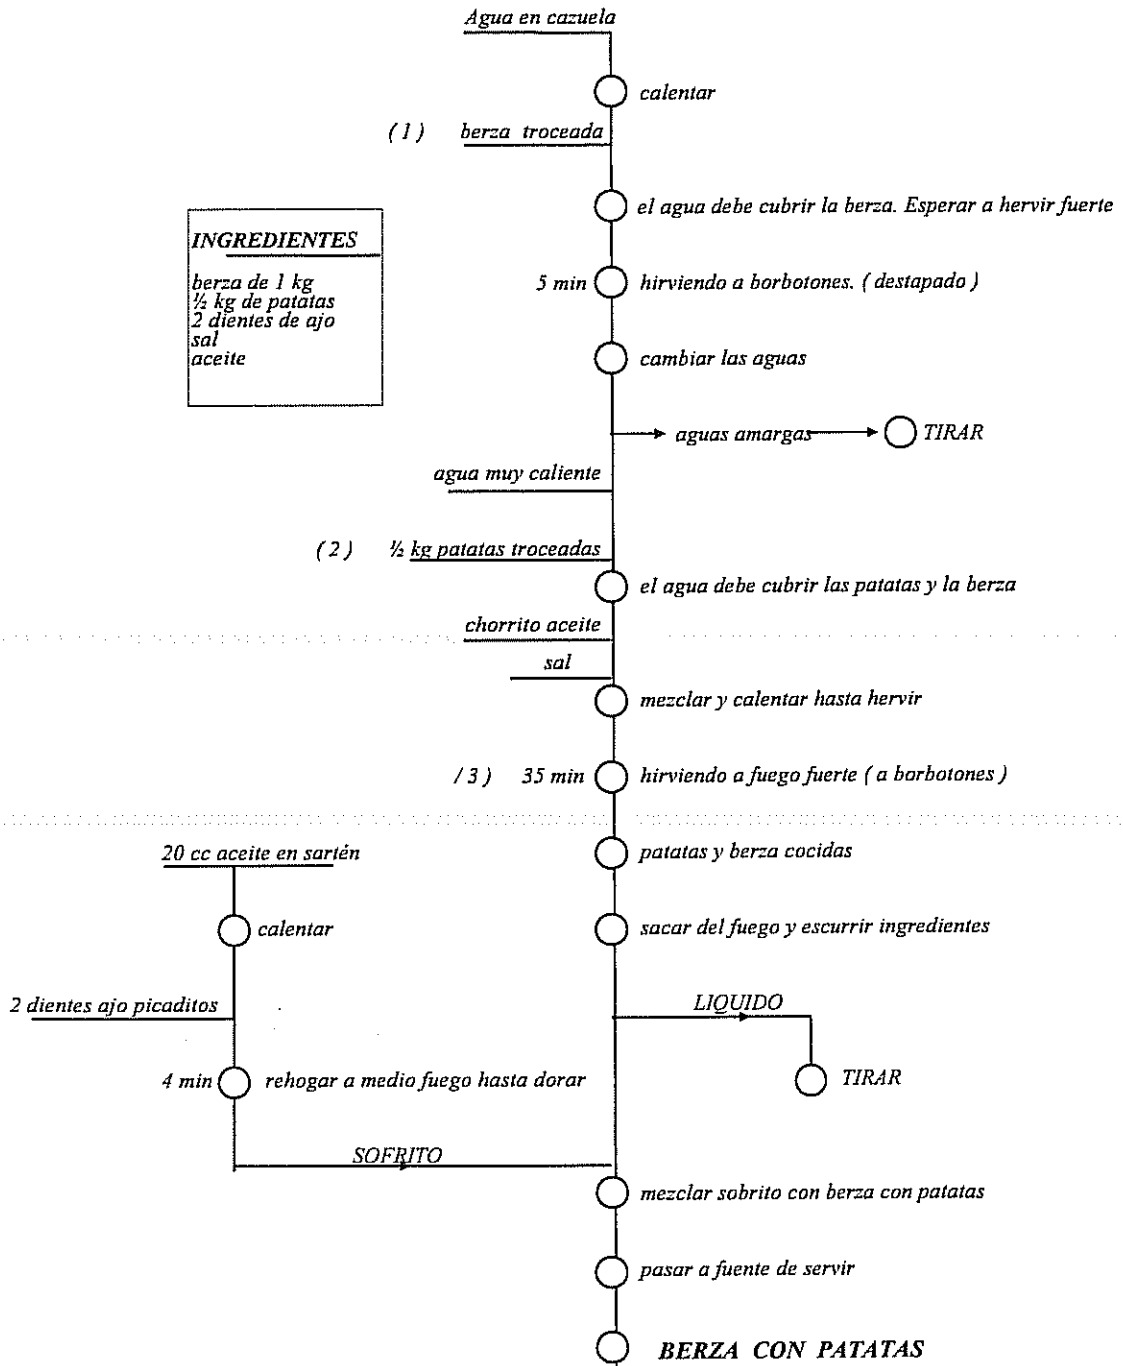 Agua en cazuela
calentar
( 1 ) berza troceada
el agua debe cubrir la berza. Esperar a hervir fuerte
INGREDIENTES
berza de 1 kg
½ kg de patatas
2 dientes de ajo
sal
aceite
5 min hirviendo a borbotones. ( destapado )
cambiar las aguas
aguas amargas TIRAR
agua muy caliente
( 2 ) ½ kg patatas troceadas
el agua debe cubrir las patatas y la berza
chorrito aceite
sal
mezclar y calentar hasta hervir
/ 3 ) 35 min hirviendo a fuego fuerte ( a borbotones )
patatas y berza cocidas
20 cc aceite en sartén
calentar
sacar del fuego y escurrir ingredientes
2 dientes ajo picaditos
LIQUIDO
4 min rehogar a medio fuego hasta dorar
TIRAR
SOFRITO
mezclar sobrito con berza con patatas
pasar a fuente de servir
BERZA CON PATATAS